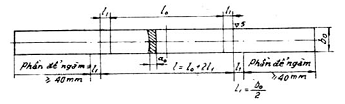 l₁
l₀
l₁
▽5
b₀
Phần để ngàm
≥ 40mm
l₁
a₀
l = l₀ + 2l₁
l₁
Phần để ngàm
≥ 40mm
l₁ = b₀/2